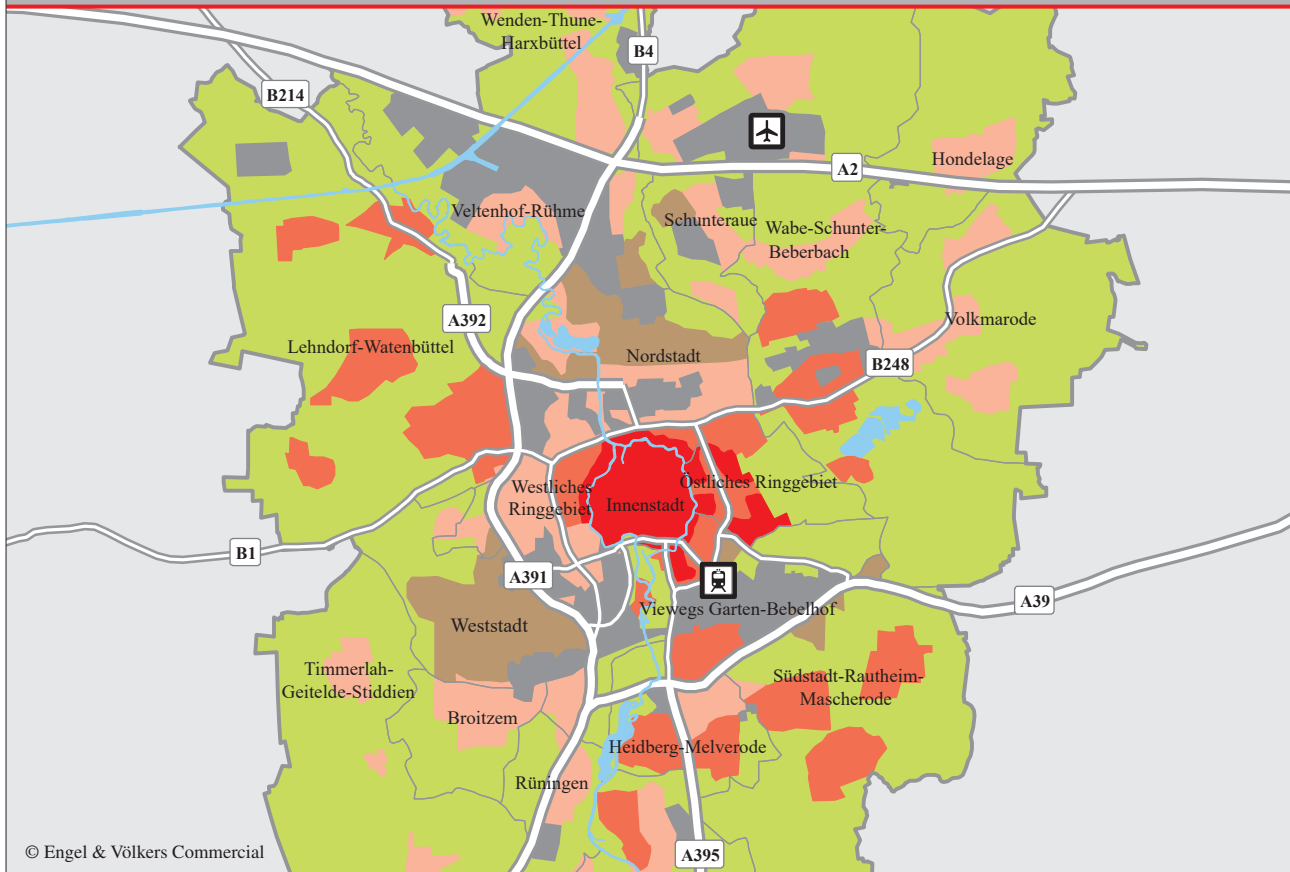 Wenden-Thune-
Harxbüttel
B4
B214
A2
Hondelage
Veltenhof-Rühme
Schunteraue
Wabe-Schunter-
Beberbach
A392
Volkmarode
Lehndorf-Watenbüttel
Nordstadt
B248
Westliches
Ringgebiet
Innenstadt
Östliches Ringgebiet
B1
A391
A39
Viewegs Garten-Bebelhof
Weststadt
Timmerlah-
Geitelde-Stiddien
Südstadt-Rautheim-
Mascherode
Broitzem
Heidberg-Melverode
Rüningen
© Engel & Völkers Commercial
A395